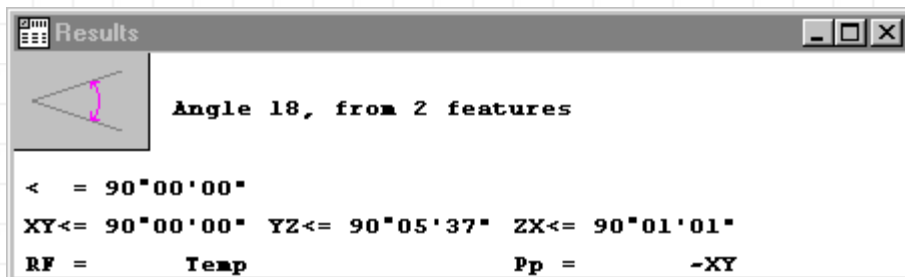 Results
Angle 18, from 2 features
< = 90"00'00"
XY<= 90"00'00" YZ<= 90"05'37" ZX<= 90"01'01"
RF = Temp Pp = -XY